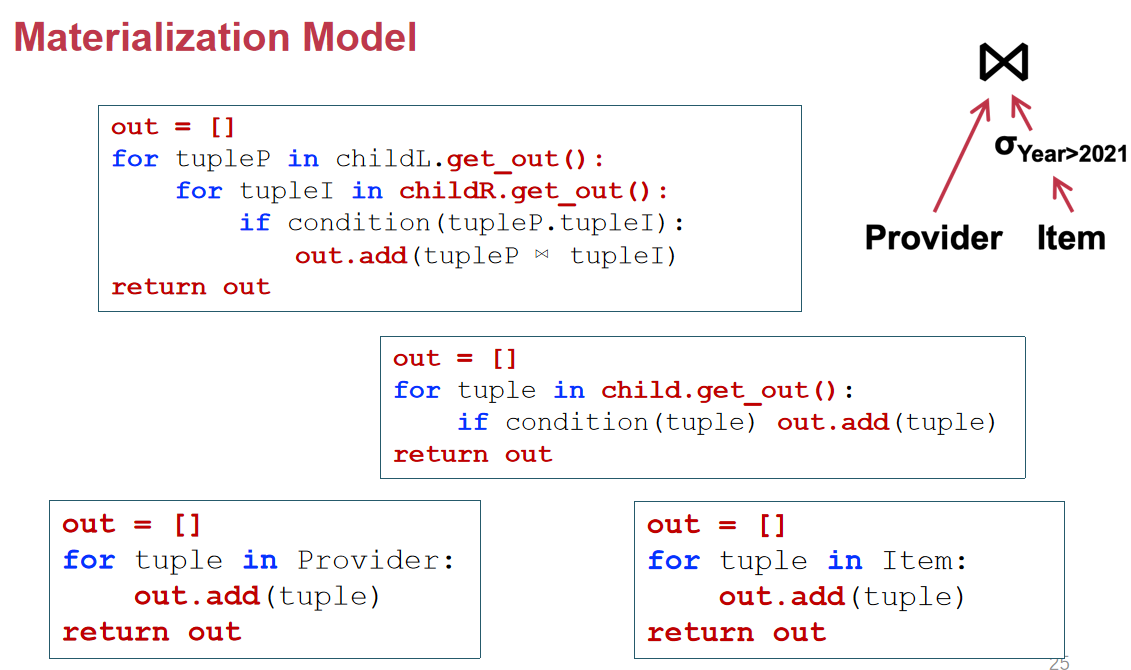 Materialization Model
⋈
σYear>2021
Provider Item
out = []
for tupleP in childL.get_out():
    for tupleI in childR.get_out():
        if condition(tupleP.tupleI):
            out.add(tupleP ⋈ tupleI)
return out
out = []
for tuple in child.get_out():
    if condition(tuple) out.add(tuple)
return out
out = []
for tuple in Provider:
    out.add(tuple)
return out
out = []
for tuple in Item:
    out.add(tuple)
return out
25